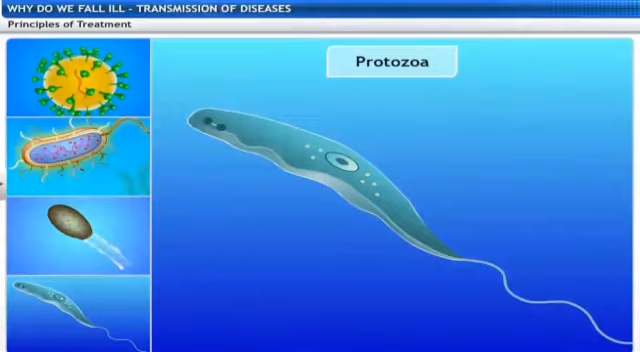 WHY DO WE FALL ILL - TRANSMISSION OF DISEASES
Principles of Treatment
Protozoa